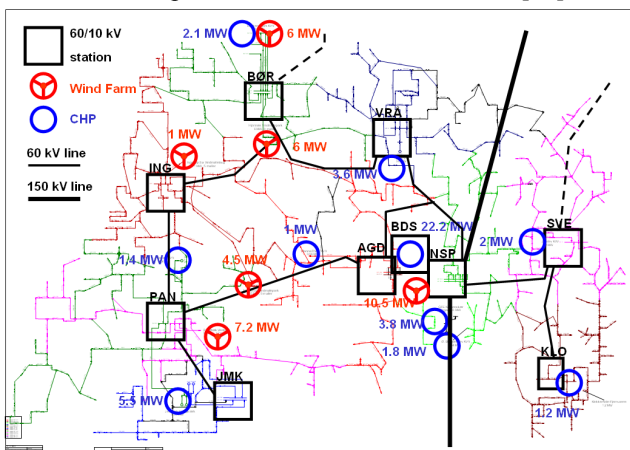 60/10 kV
station
Wind Farm
CHP
60 kV line
150 kV line
2.1 MW
6 MW
BØR
VRA
1 MW
6 MW
ING
3.6 MW
SVE
1 MW
BDS
22.2 MW
2 MW
AGD
NSP
1/4 MW
4.5 MW
10.5 MW
PAN
7.2 MW
3.8 MW
1.8 MW
KLO
JMK
5.5 MW
1.2 MW